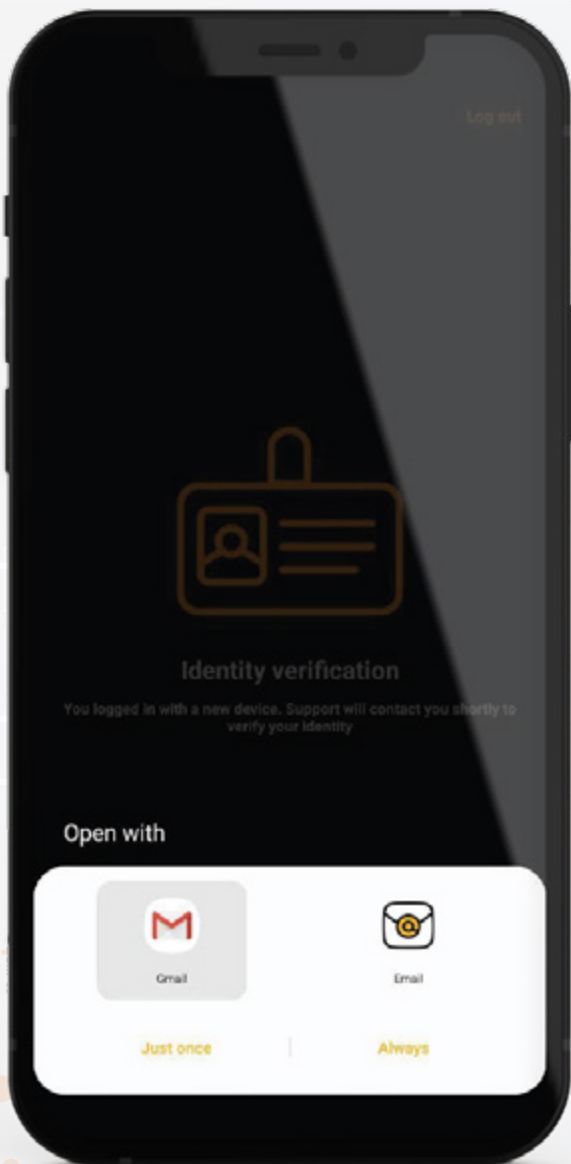 Log out
Identity verification
You logged in with a new device. Support will contact you shortly to
verify your identity
Open with
Gmail
Email
Just once
Always